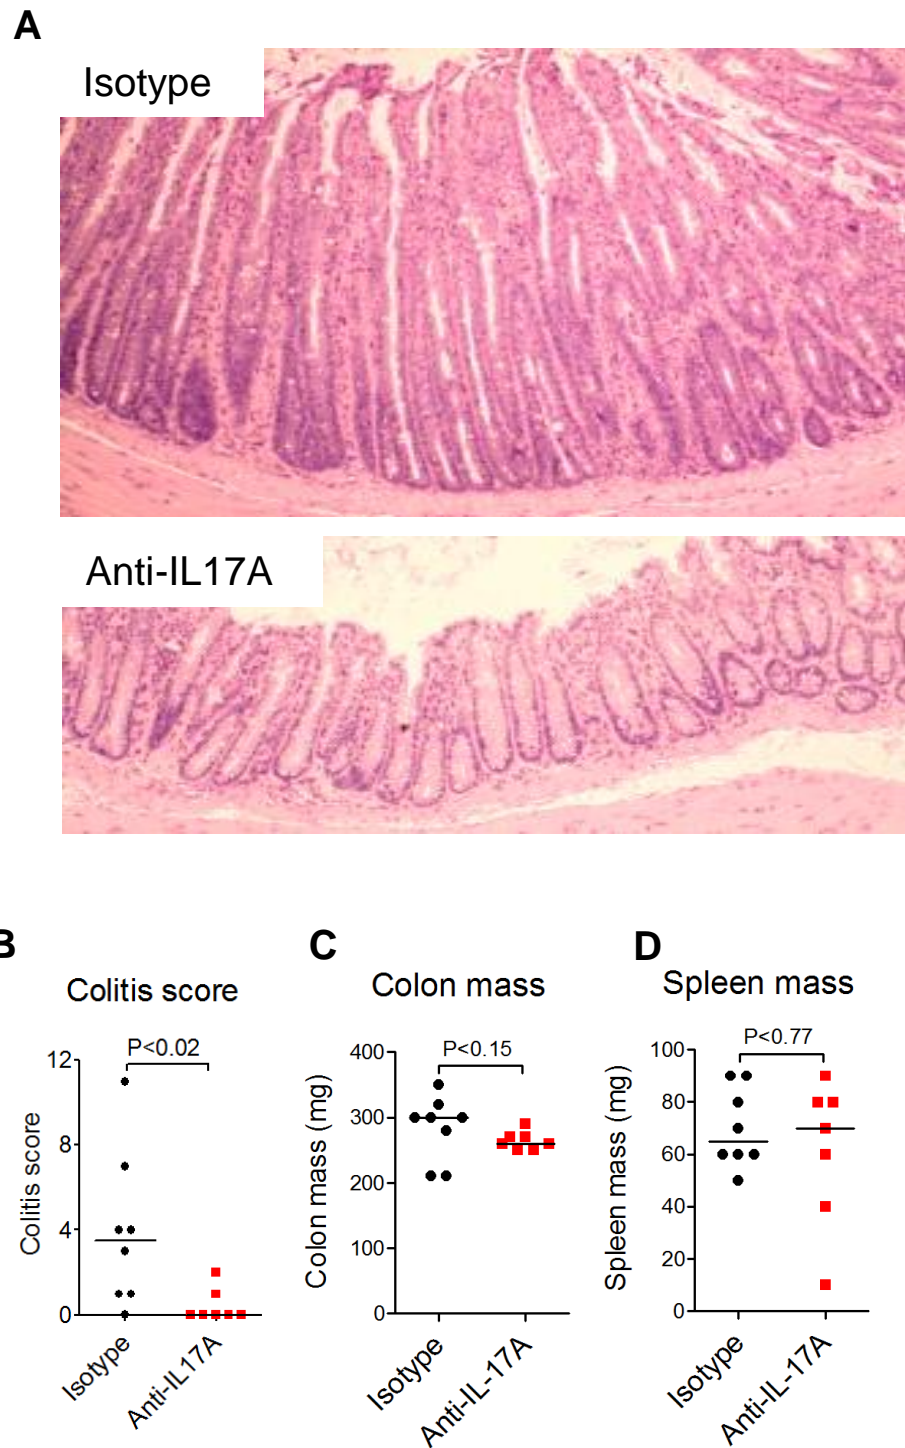 A
Isotype
Anti-IL17A
B
Colitis score
P<0.02
Colitis score
12
8
4
0
Isotype
Anti-IL17A
C
Colon mass
P<0.15
Colon mass (mg)
400
300
200
100
0
Isotype
Anti-IL-17A
D
Spleen mass
P<0.77
Spleen mass (mg)
100
80
60
40
20
0
Isotype
Anti-IL-17A